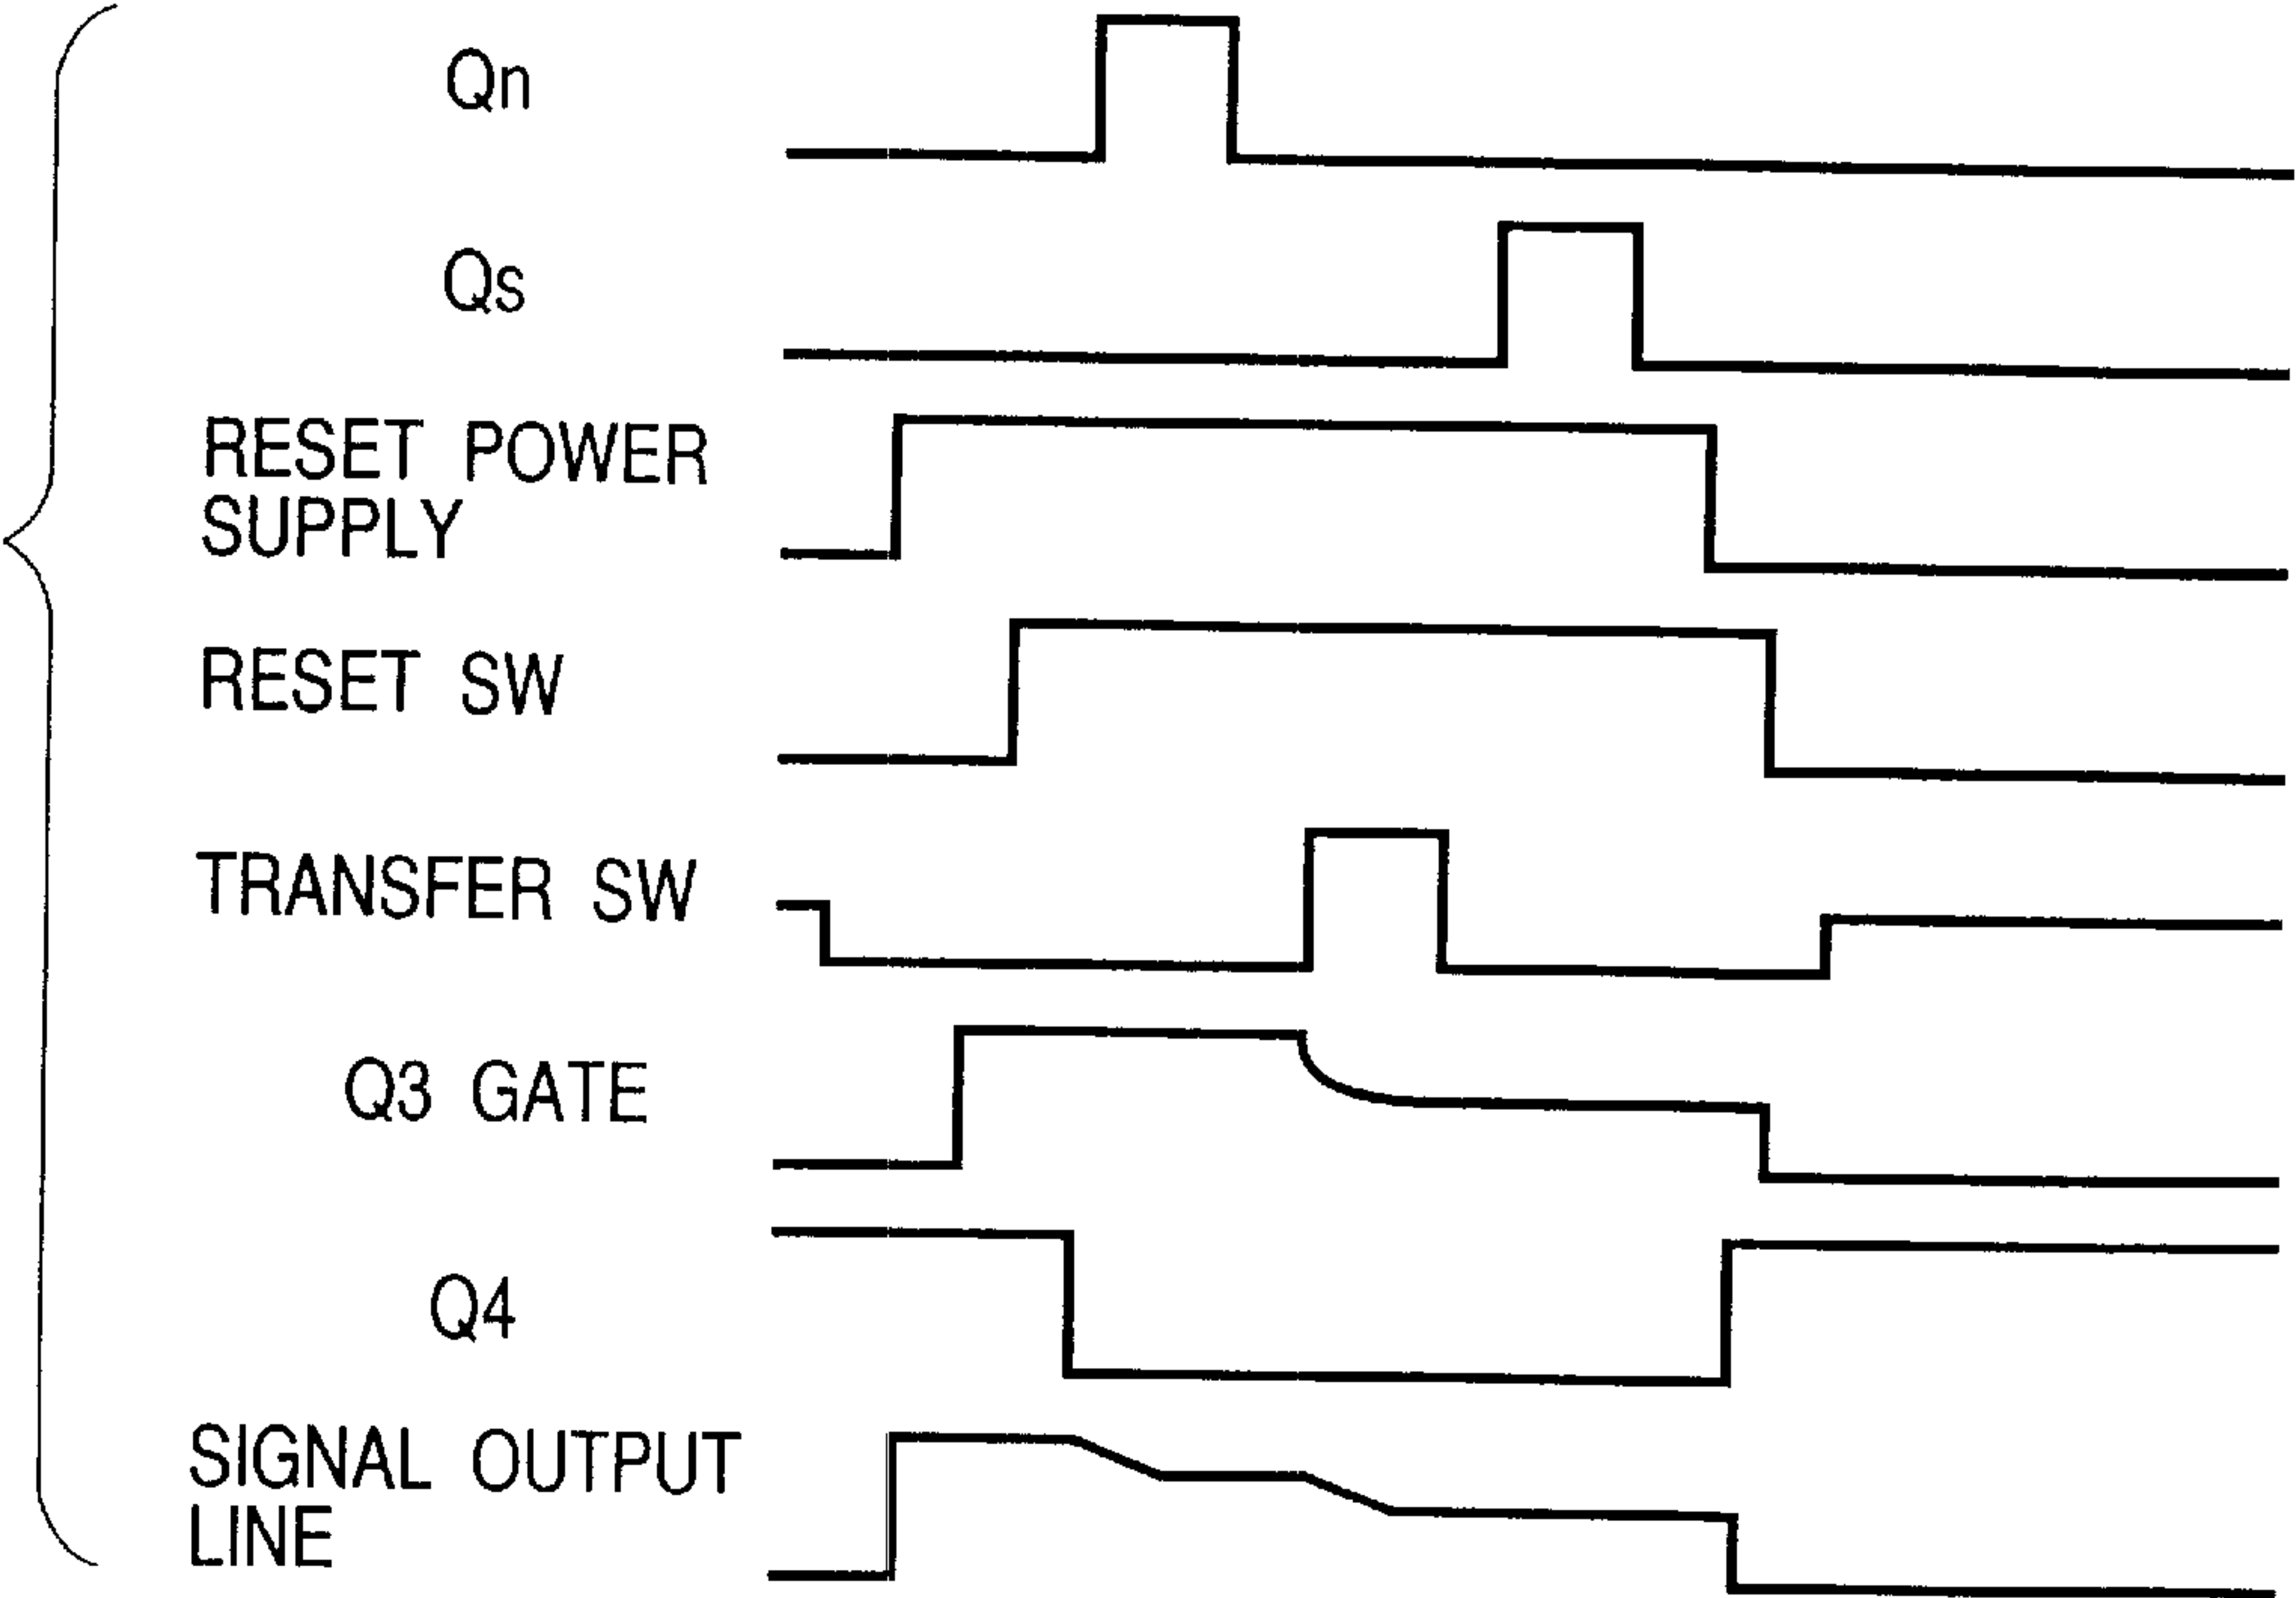 Qn
Qs
RESET POWER
SUPPLY
RESET SW
TRANSFER SW
Q3 GATE
Q4
SIGNAL OUTPUT
LINE